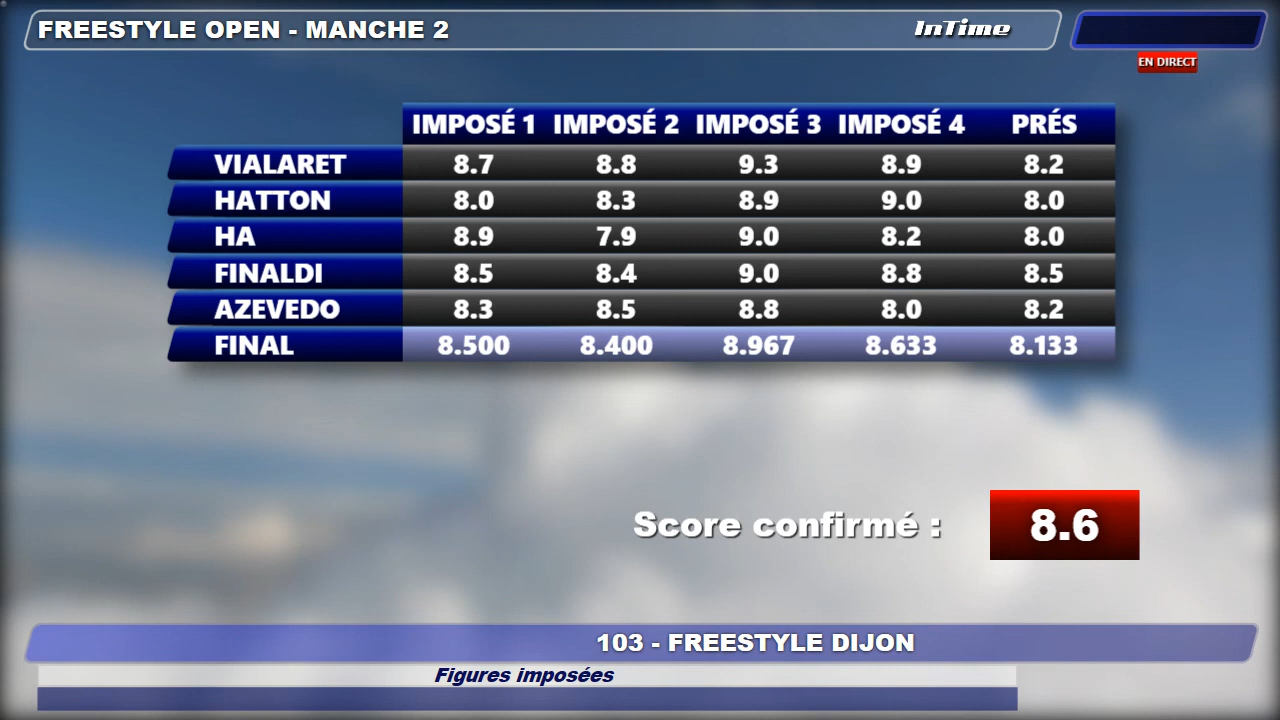 FREESTYLE OPEN - MANCHE 2
InTime
EN DIRECT
IMPOSÉ 1 IMPOSÉ 2 IMPOSÉ 3 IMPOSÉ 4 PRÉS
VIALARET 8.7 8.8 9.3 8.9 8.2
HATTON 8.0 8.3 8.9 9.0 8.0
HA 8.9 7.9 9.0 8.2 8.0
FINALDI 8.5 8.4 9.0 8.8 8.5
AZEVEDO 8.3 8.5 8.8 8.0 8.2
FINAL 8.500 8.400 8.967 8.633 8.133
Score confirmé : 8.6
103 - FREESTYLE DIJON
Figures imposées